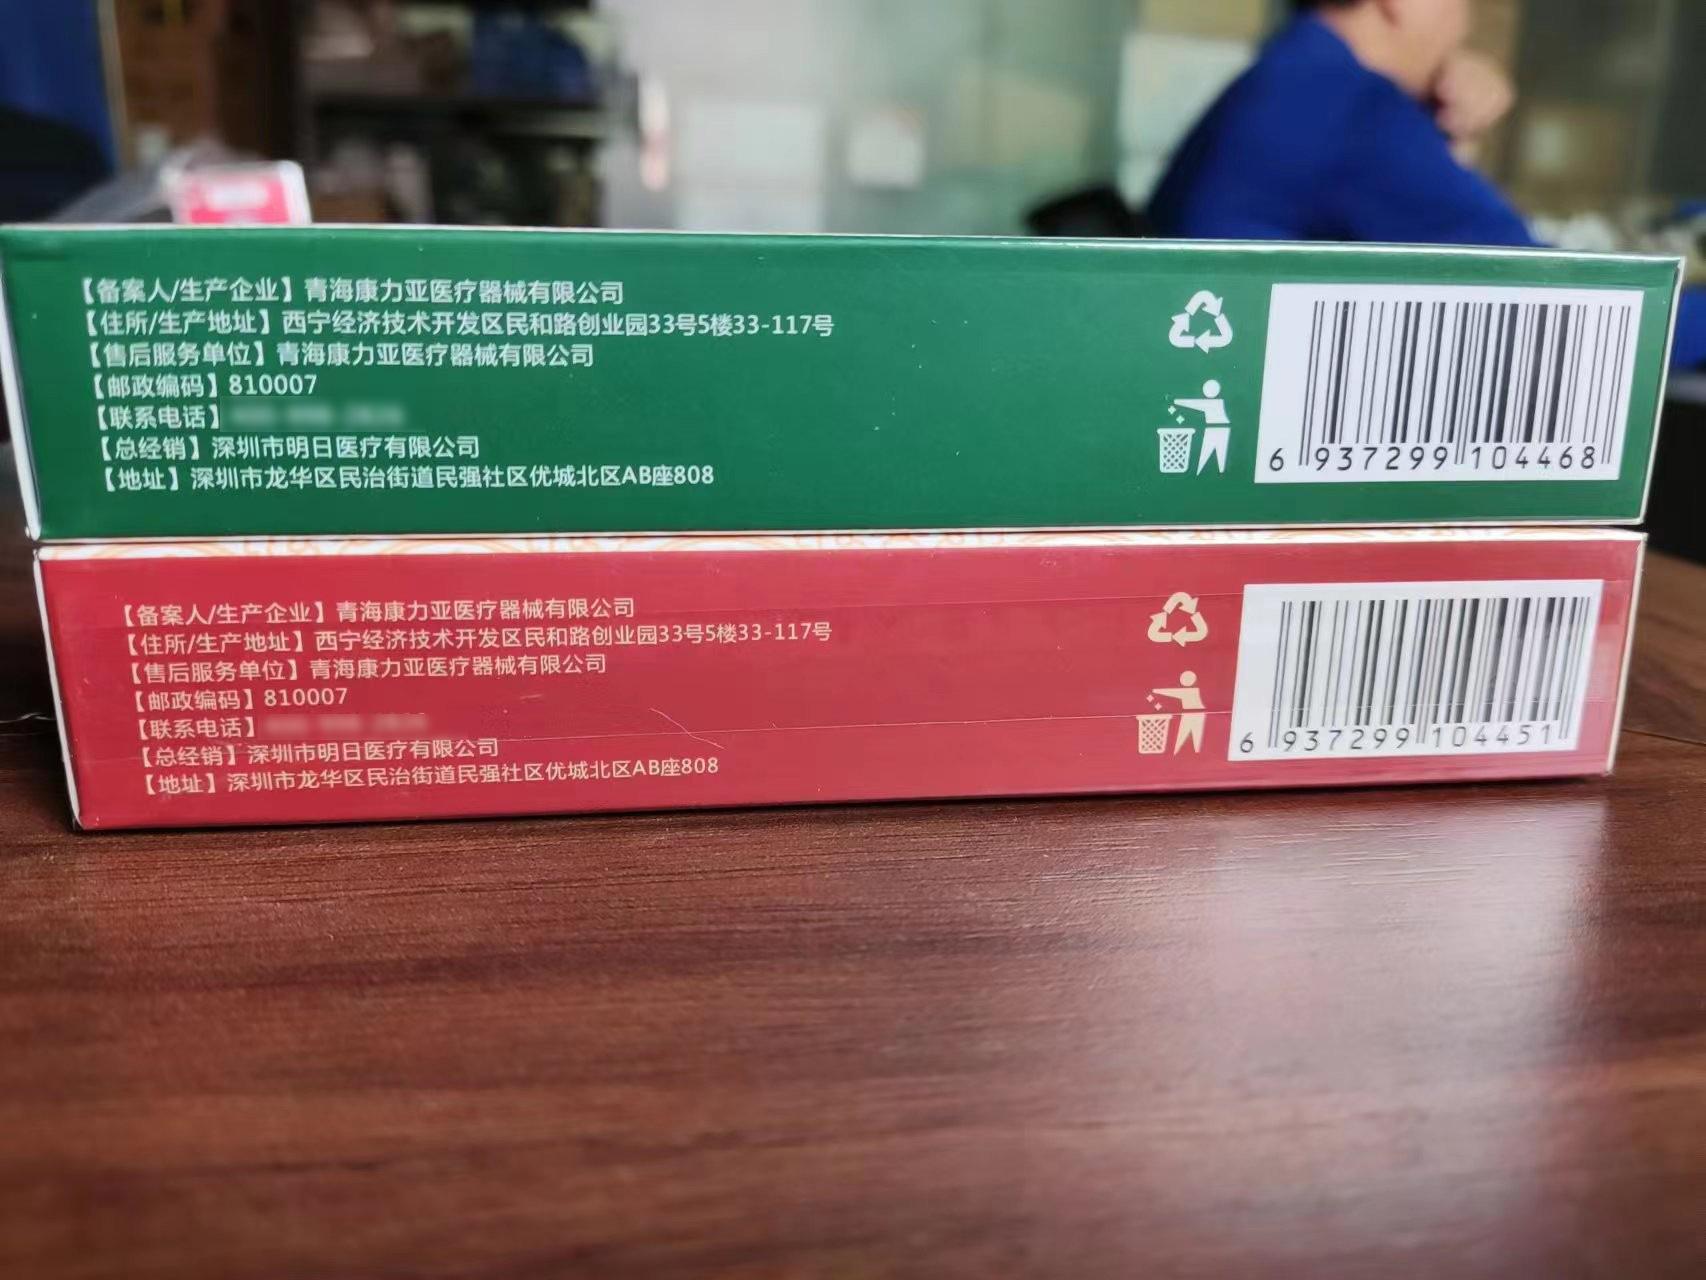 【备案人/生产企业】青海康力亚医疗器械有限公司
【住所/生产地址】西宁经济技术开发区民和路创业园33号5楼33-117号
【售后服务单位】青海康力亚医疗器械有限公司
【邮政编码】810007
【联系电话】
【总经销】深圳市明日医疗有限公司
【地址】深圳市龙华区民治街道民强社区优城北区AB座808
6 937299 104468
【备案人/生产企业】青海康力亚医疗器械有限公司
【住所/生产地址】西宁经济技术开发区民和路创业园33号5楼33-117号
【售后服务单位】青海康力亚医疗器械有限公司
【邮政编码】810007
【联系电话】
【总经销】深圳市明日医疗有限公司
【地址】深圳市龙华区民治街道民强社区优城北区AB座808
6 937299 104451